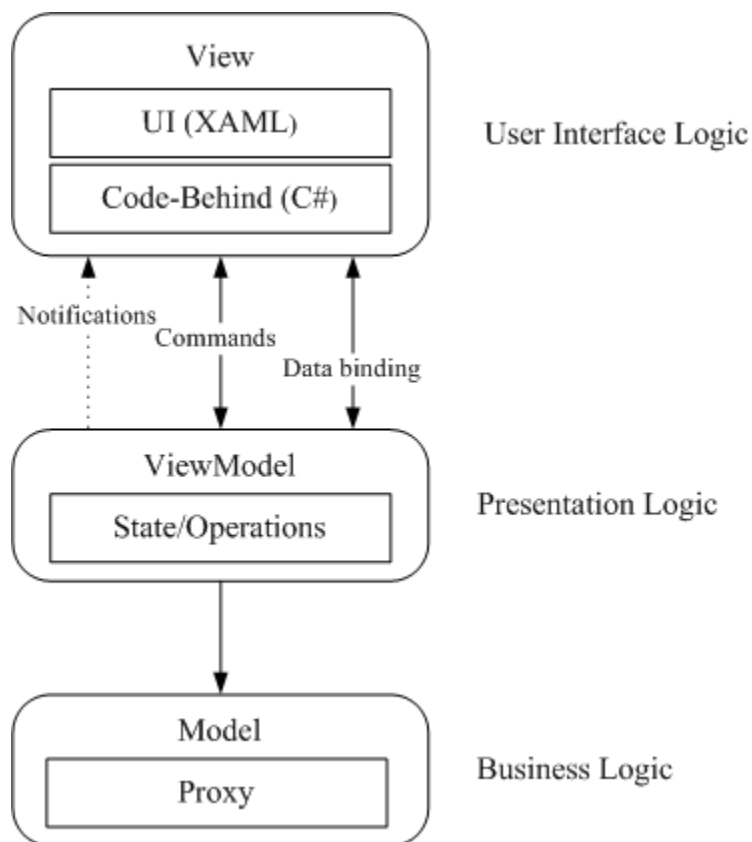 View
UI (XAML)
User Interface Logic
Code-Behind (C#)
Notifications
Commands
Data binding
ViewModel
State/Operations
Presentation Logic
Model
Proxy
Business Logic